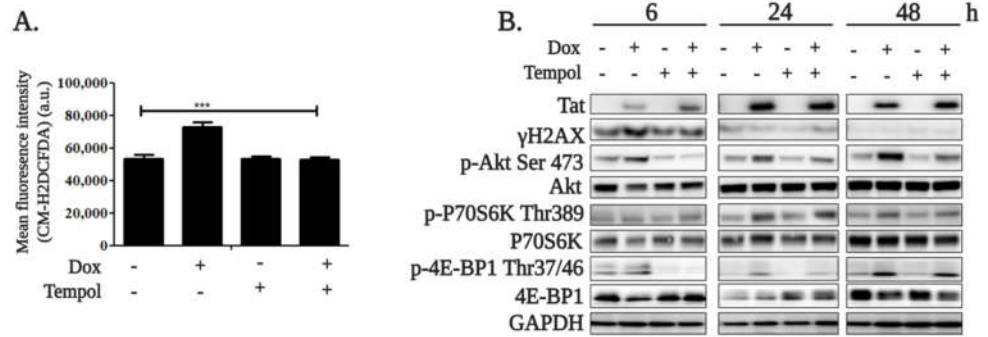 A.
Mean fluoresence intensity
(CM-H2DCFDA) (a.u.)
100,000
80,000
60,000
40,000
20,000
0
***
Dox - + - +
Tempol - - + +
B.
6 24 48 h
Dox - + - + - + - + - + - +
Tempol - - + + - - + + - - + +
Tat
γH2AX
p-Akt Ser 473
Akt
p-P70S6K Thr389
P70S6K
p-4E-BP1 Thr37/46
4E-BP1
GAPDH